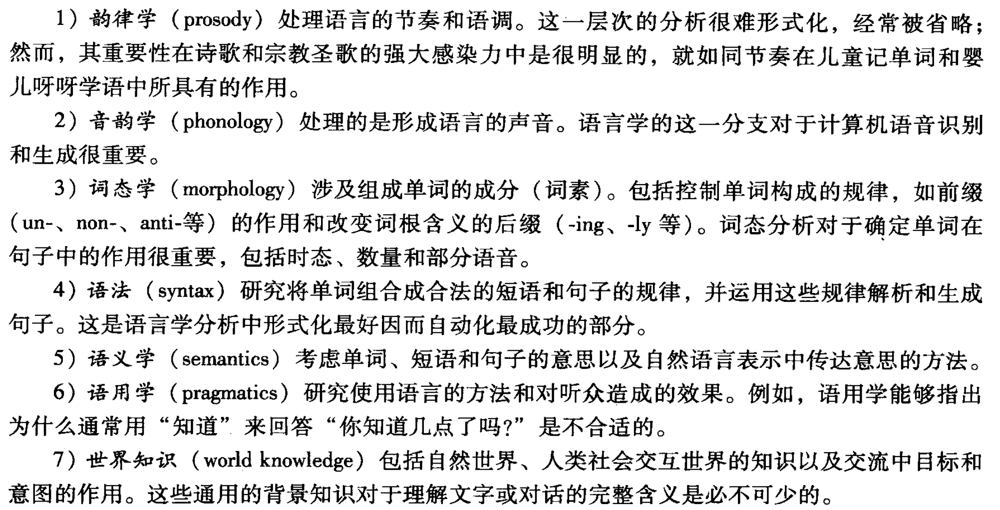 1）韵律学（prosody）处理语言的节奏和语调。这一层次的分析很难形式化，经常被省略；
然而，其重要性在诗歌和宗教圣歌的强大感染力中是很明显的，就如同节奏在儿童记单词和婴
儿呀呀学语中所具有的作用。
2）音韵学（phonology）处理的是形成语言的声音。语言学的这一分支对于计算机语音识别
和生成很重要。
3）词态学（morphology）涉及组成单词的成分（词素）。包括控制单词构成的规律，如前缀
（un-、non-、anti-等）的作用和改变词根含义的后缀（-ing、-ly 等）。词态分析对于确定单词在
句子中的作用很重要，包括时态、数量和部分语音。
4）语法（syntax）研究将单词组合成合法的短语和句子的规律，并运用这些规律解析和生成
句子。这是语言学分析中形式化最好因而自动化最成功的部分。
5）语义学（semantics）考虑单词、短语和句子的意思以及自然语言表示中传达意思的方法。
6）语用学（pragmatics）研究使用语言的方法和对听众造成的效果。例如，语用学能够指出
为什么通常用“知道”来回答“你知道几点了吗?”是不合适的。
7）世界知识（world knowledge）包括自然世界、人类社会交互世界的知识以及交流中目标和
意图的作用。这些通用的背景知识对于理解文字或对话的完整含义是必不可少的。